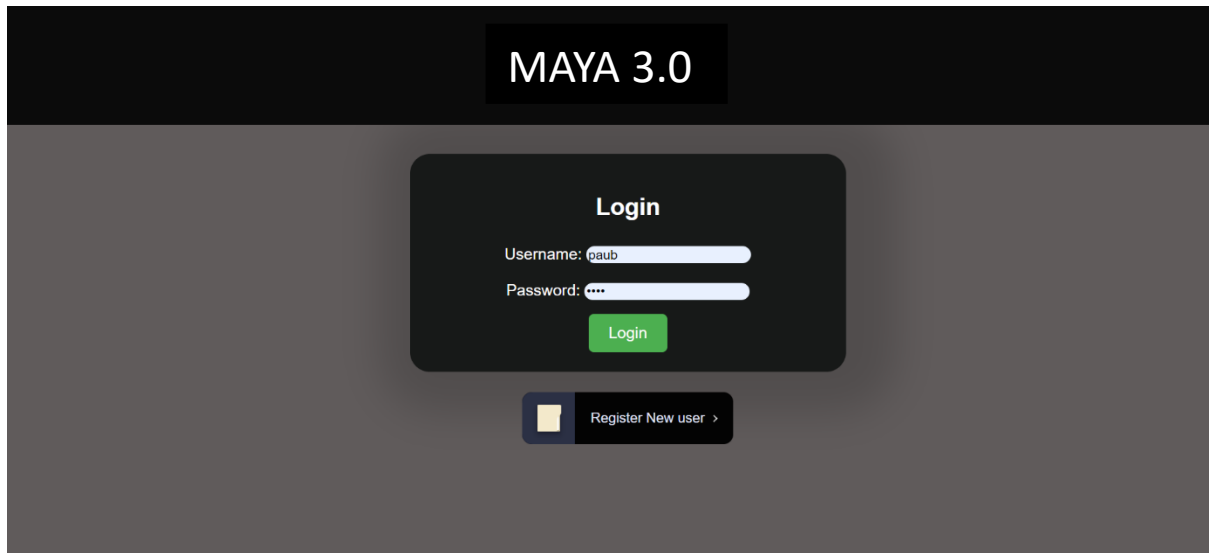 MAYA 3.0
Login
Username: paub
Password: ••••
Login
Register New user ›